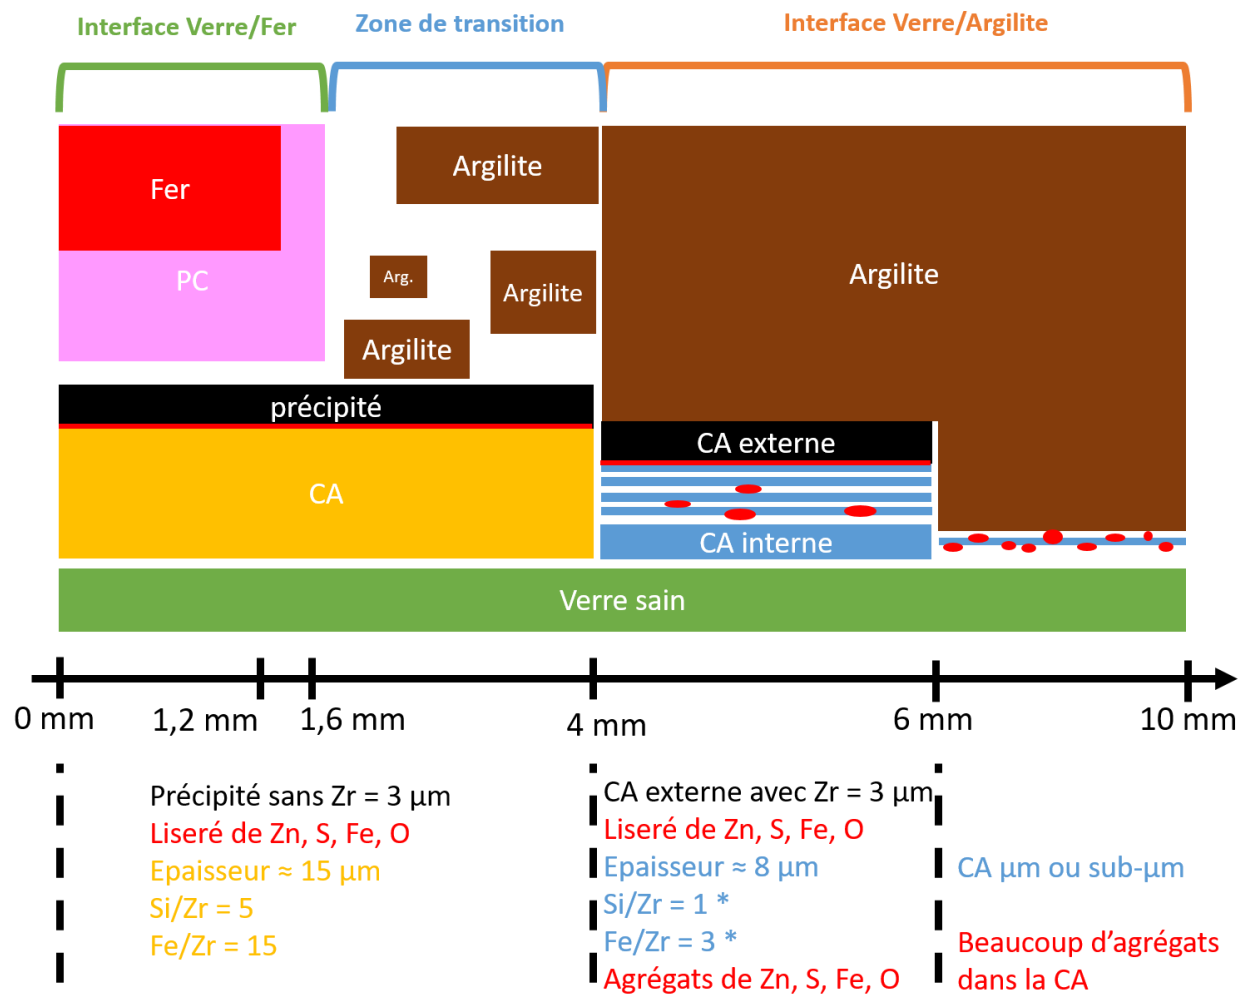 Interface Verre/Fer
Zone de transition
Interface Verre/Argilite
Fer
PC
Argilite
Arg.
Argilite
Argilite
Argilite
précipité
CA
CA externe
CA interne
Verre sain
0 mm
1,2 mm
1,6 mm
4 mm
6 mm
10 mm
Précipité sans Zr = 3 µm
Liseré de Zn, S, Fe, O
Epaisseur ≈ 15 µm
Si/Zr = 5
Fe/Zr = 15
CA externe avec Zr = 3 µm
Liseré de Zn, S, Fe, O
Epaisseur ≈ 8 µm
Si/Zr = 1 *
Fe/Zr = 3 *
Agrégats de Zn, S, Fe, O
CA µm ou sub-µm
Beaucoup d’agrégats
dans la CA